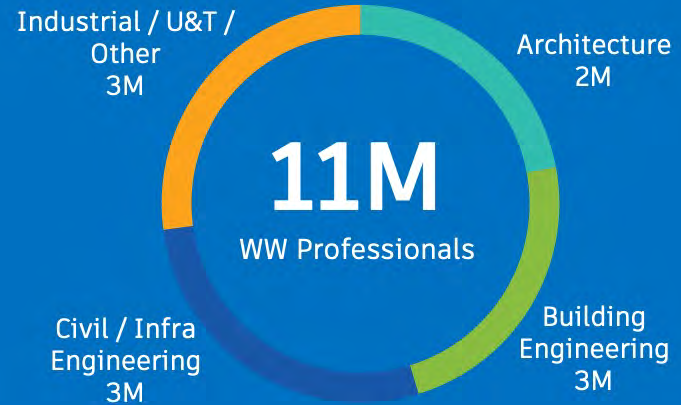 Industrial / U&T /
Other
3M
Architecture
2M
11M
WW Professionals
Civil / Infra
Engineering
3M
Building
Engineering
3M